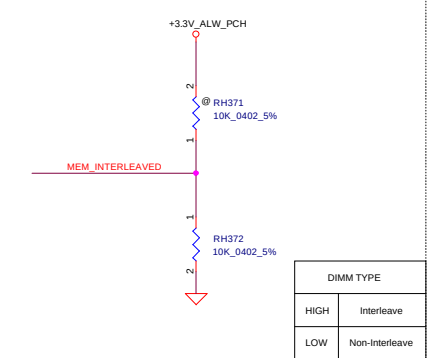 +3.3V_ALW_PCH
2
@ RH371
10K_0402_5%
1
MEM_INTERLEAVED
1
RH372
10K_0402_5%
2
DIMM TYPE
HIGH Interleave
LOW Non-Interleave